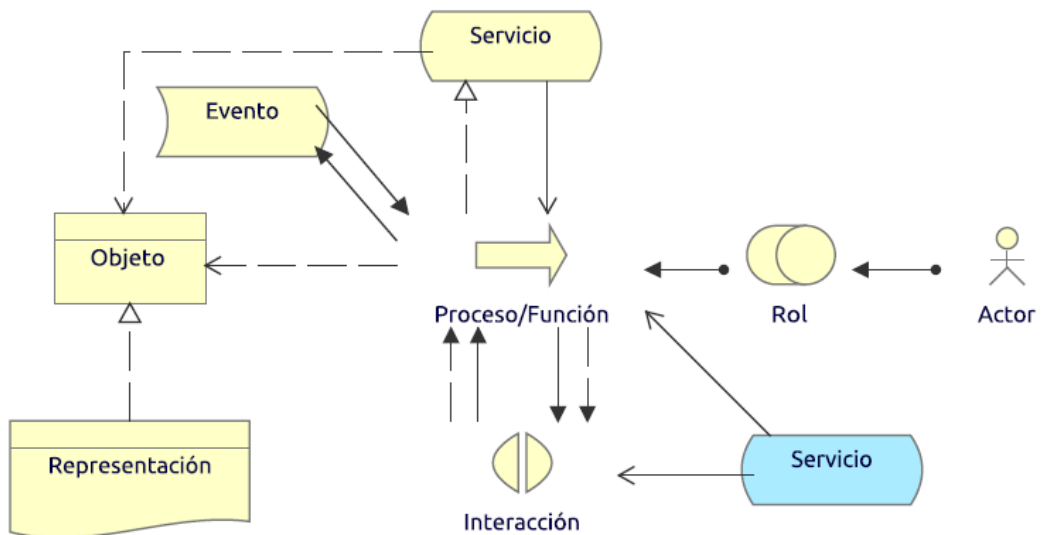 Servicio
Evento
Objeto
Proceso/Función
Rol
Actor
Representación
Servicio
Interacción